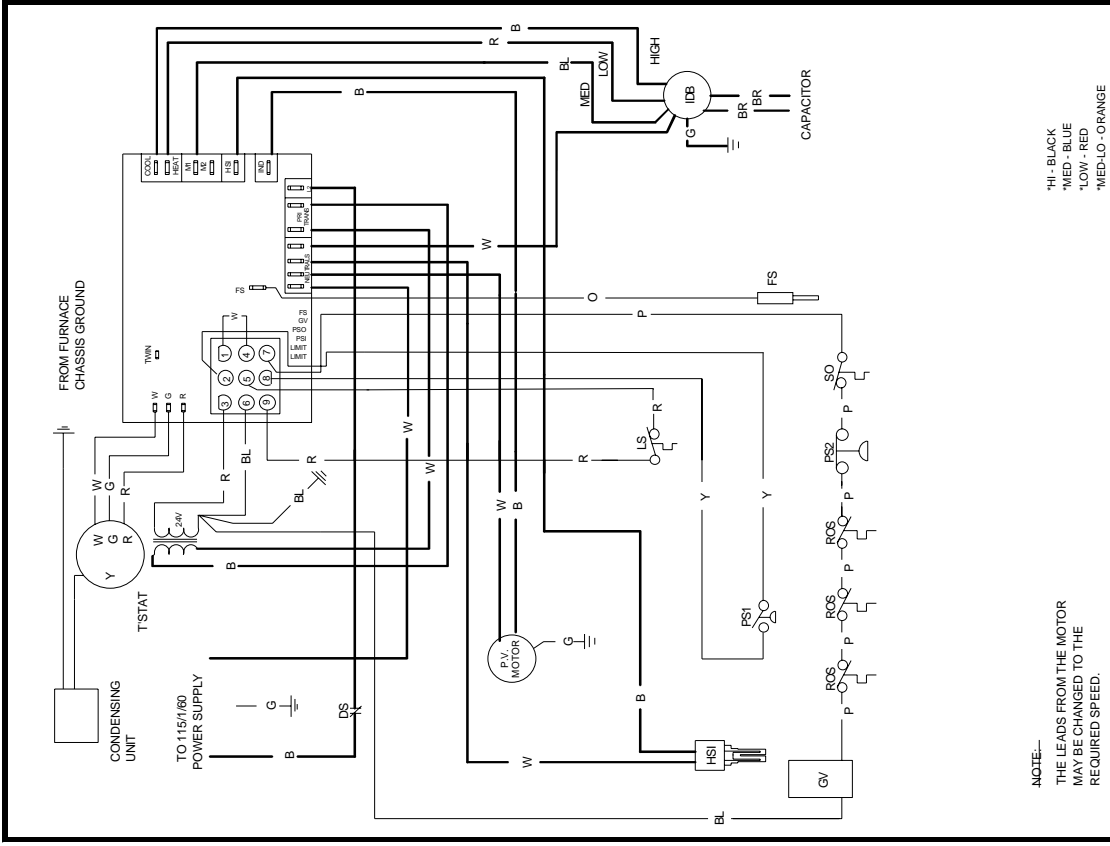 CONDENSING
UNIT
TO 115/1/60
POWER SUPPLY
FROM FURNACE
CHASSIS GROUND
T'STAT
Y
W
G
R
W
G
R
W
G
R
TWIN
24V
R
BL
BL
R
B
G
B
DS
1
2
3
4
5
6
7
8
9
W
FS
GV
PSO
PSI
LIMIT
LIMIT
FS
NEUTRALS
PRI
TRANS
L2
COOL
HEAT
M1
M2
HSI
IND
B
R
BL
B
HIGH
LOW
MED
IDB
G
BR
BR
CAPACITOR
W
W
W
W
B
P.V.
MOTOR
G
W
B
HSI
O
FS
R
LS
R
Y
Y
PS1
P
SO
P
PS2
P
ROS
P
ROS
P
ROS
P
GV
BL
NOTE:
THE LEADS FROM THE MOTOR
MAY BE CHANGED TO THE
REQUIRED SPEED.
*HI - BLACK
*MED - BLUE
*LOW - RED
*MED-LO - ORANGE